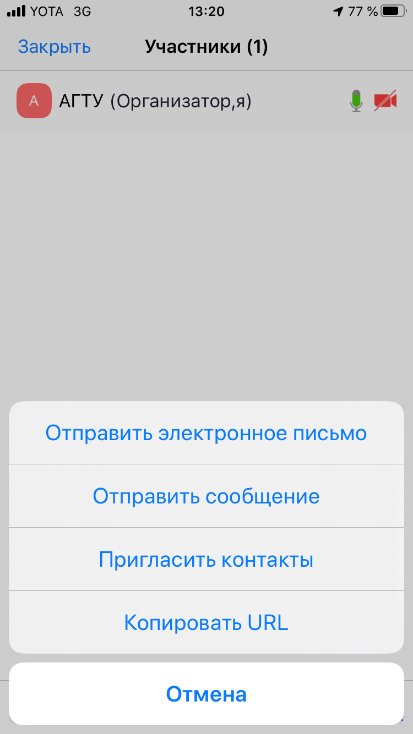 YOTA 3G 13:20 77 %
Закрыть Участники (1)
А АГТУ (Организатор,я)
Отправить электронное письмо
Отправить сообщение
Пригласить контакты
Копировать URL
Отмена